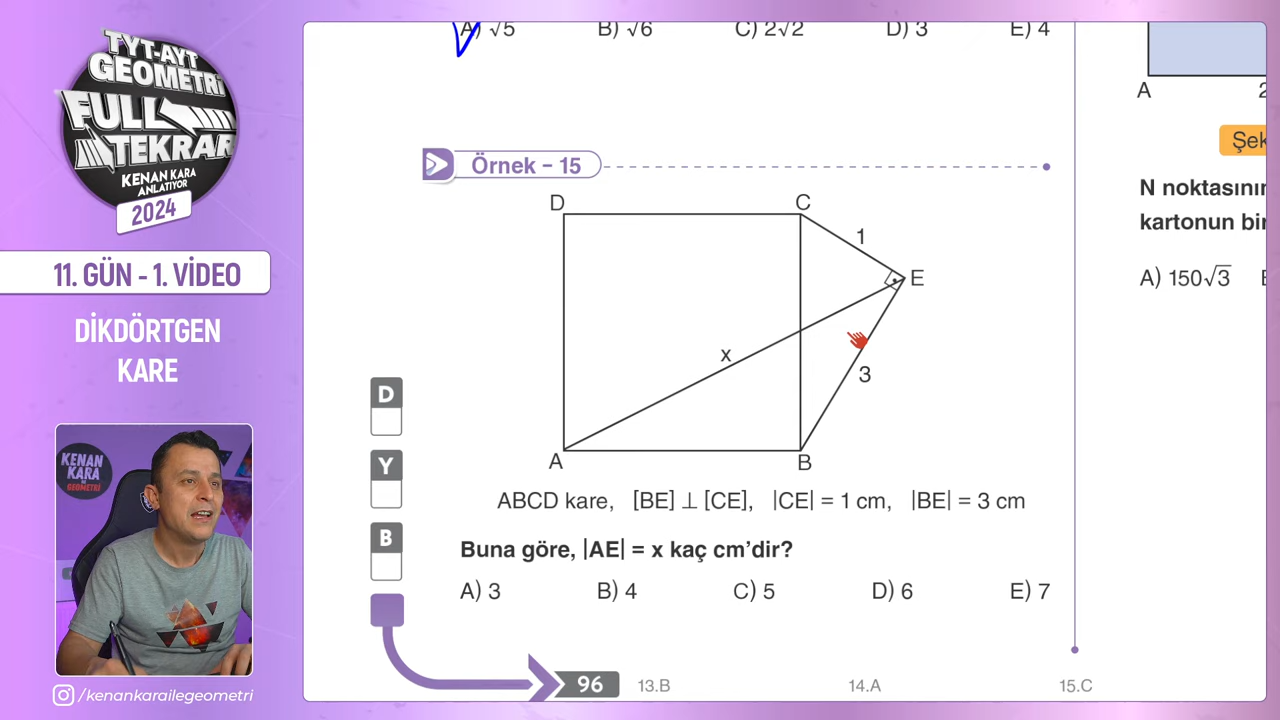 TYT-AYT
GEOMETRİ
FULL
TEKRAR
KENAN KARA
ANLATIYOR
2024
11. GÜN - 1. VİDEO
DİKDÖRTGEN
KARE
KENAN
KARA
GEOMETRİ
/kenankarailegeometri
A) √5 B) √6 C) 2√2 D) 3 E) 4
Örnek – 15
D C
1
E
x
3
A B
ABCD kare, [BE] ⊥ [CE], |CE| = 1 cm, |BE| = 3 cm
Buna göre, |AE| = x kaç cm’dir?
A) 3 B) 4 C) 5 D) 6 E) 7
D
Y
B
96 13.B 14.A 15.C
A 2
Şek
N noktasının
kartonun bir
A) 150√3